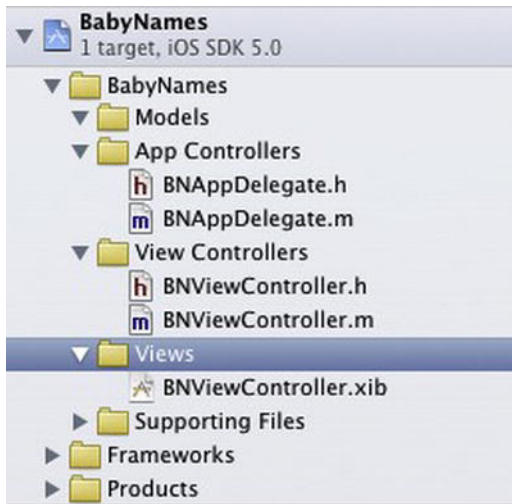 BabyNames
1 target, iOS SDK 5.0
BabyNames
Models
App Controllers
h BNAppDelegate.h
m BNAppDelegate.m
View Controllers
h BNViewController.h
m BNViewController.m
Views
BNViewController.xib
Supporting Files
Frameworks
Products